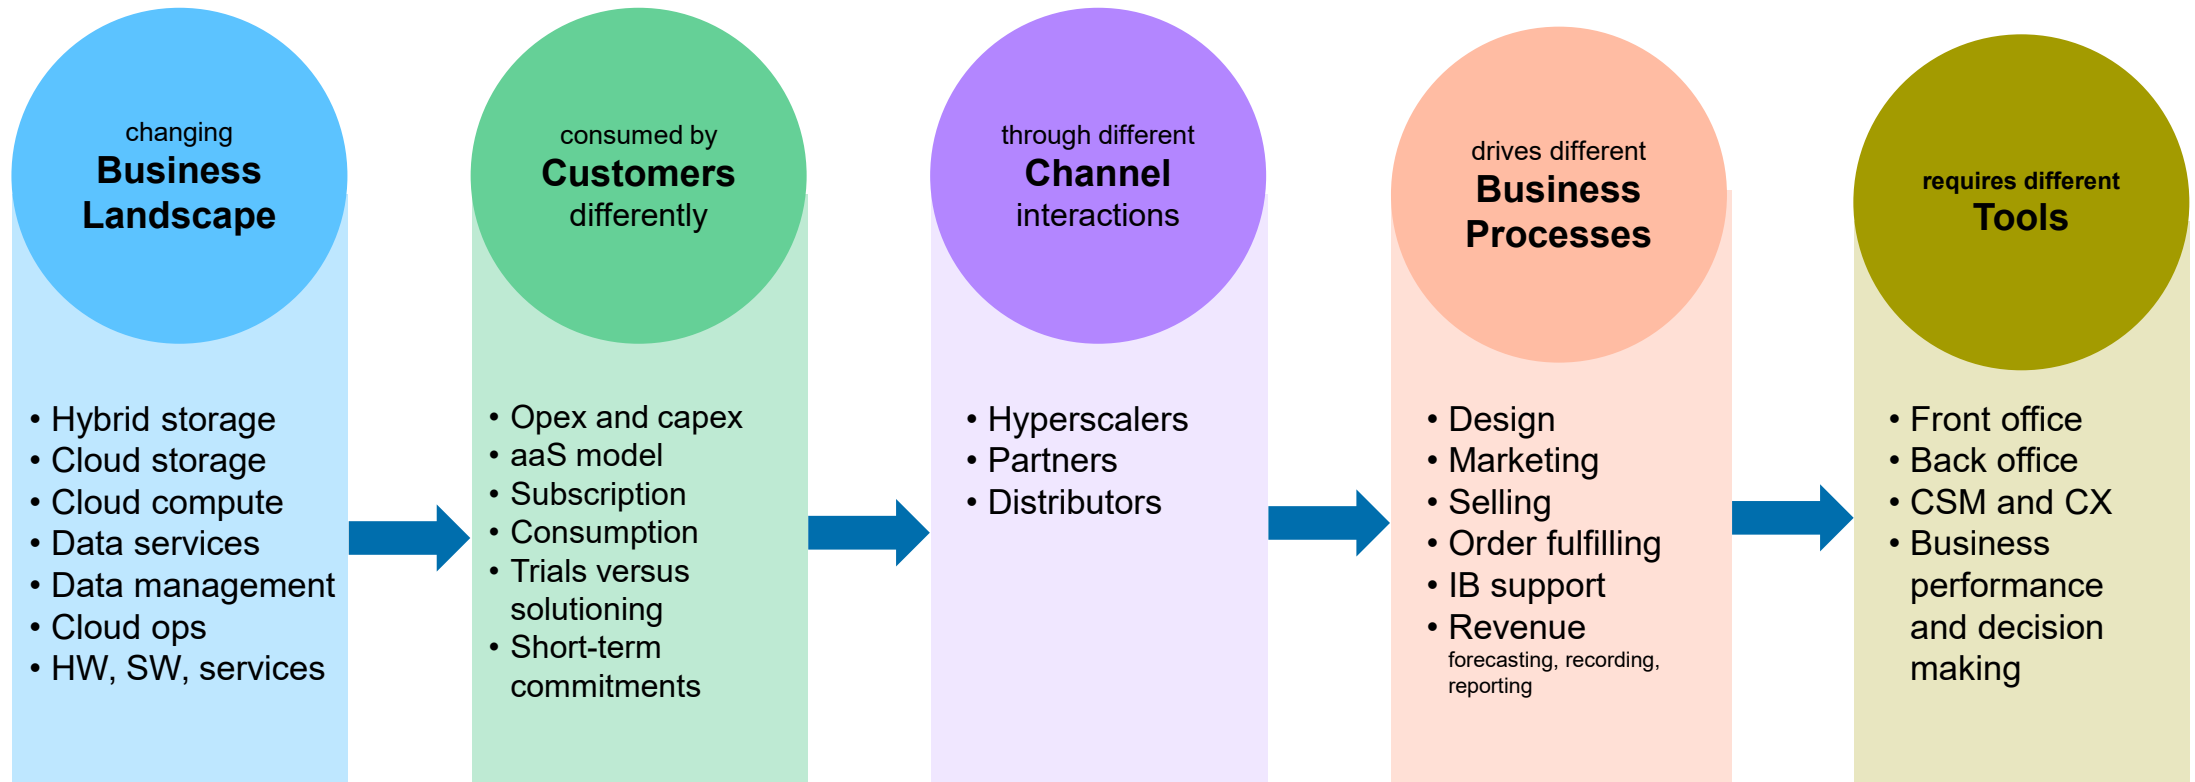 changing
Business
Landscape
• Hybrid storage
• Cloud storage
• Cloud compute
• Data services
• Data management
• Cloud ops
• HW, SW, services
consumed by
Customers
differently
• Opex and capex
• aaS model
• Subscription
• Consumption
• Trials versus
solutioning
• Short-term
commitments
through different
Channel
interactions
• Hyperscalers
• Partners
• Distributors
drives different
Business
Processes
• Design
• Marketing
• Selling
• Order fulfilling
• IB support
• Revenue
forecasting, recording,
reporting
requires different
Tools
• Front office
• Back office
• CSM and CX
• Business
performance
and decision
making